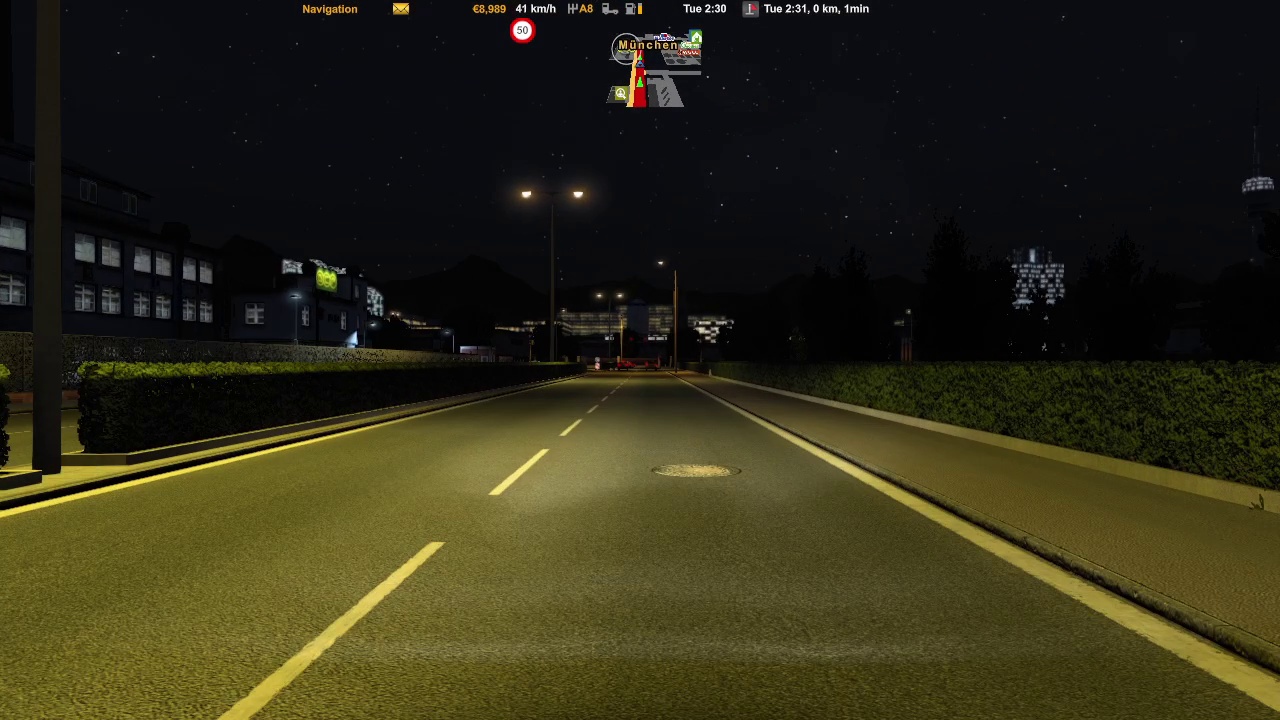 Navigation €8,989 41 km/h A8 Tue 2:30 Tue 2:31, 0 km, 1min
50
München